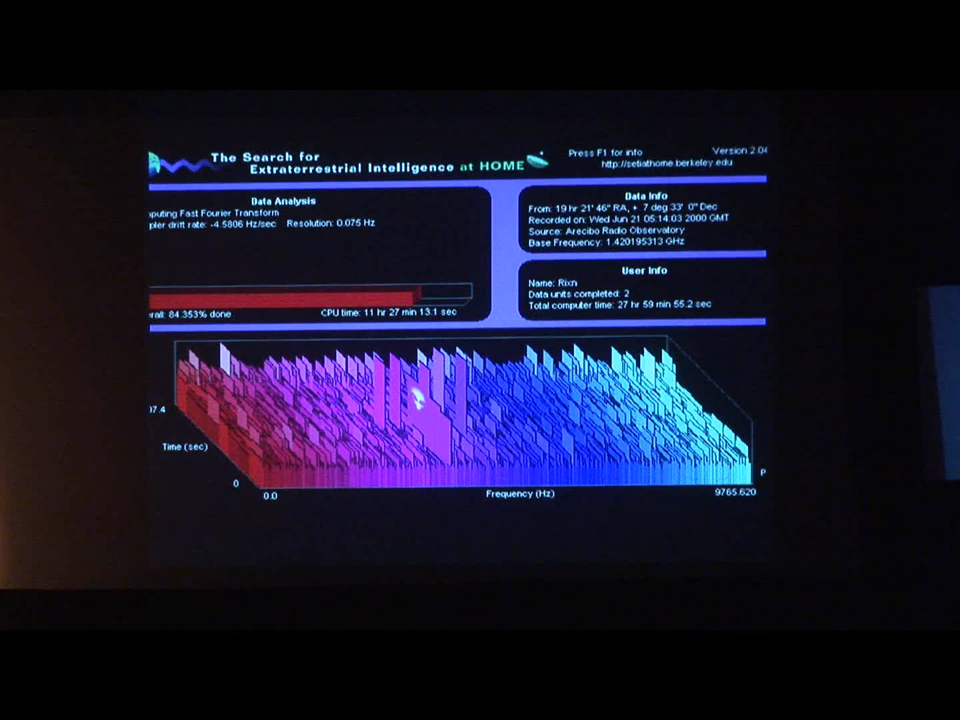 The Search for
Extraterrestrial Intelligence at HOME
Press F1 for info
Version 2.04
http://setiathome.berkeley.edu
Data Analysis
Fast Fourier Transform
drift rate: -4.5806 Hz/sec Resolution: 0.075 Hz
84.353% done
CPU time: 11 hr 27 min 13.1 sec
Data Info
From: 19 hr 21' 46" RA, + 7 deg 33' 0" Dec
Recorded on: Wed Jun 21 05:14:03 2000 GMT
Source: Arecibo Radio Observatory
Base Frequency: 1.420195313 GHz
User Info
Name: Rixn
Data units completed: 2
Total computer time: 27 hr 59 min 55.2 sec
Time (sec)
0
0.0
Frequency (Hz)
9765.620